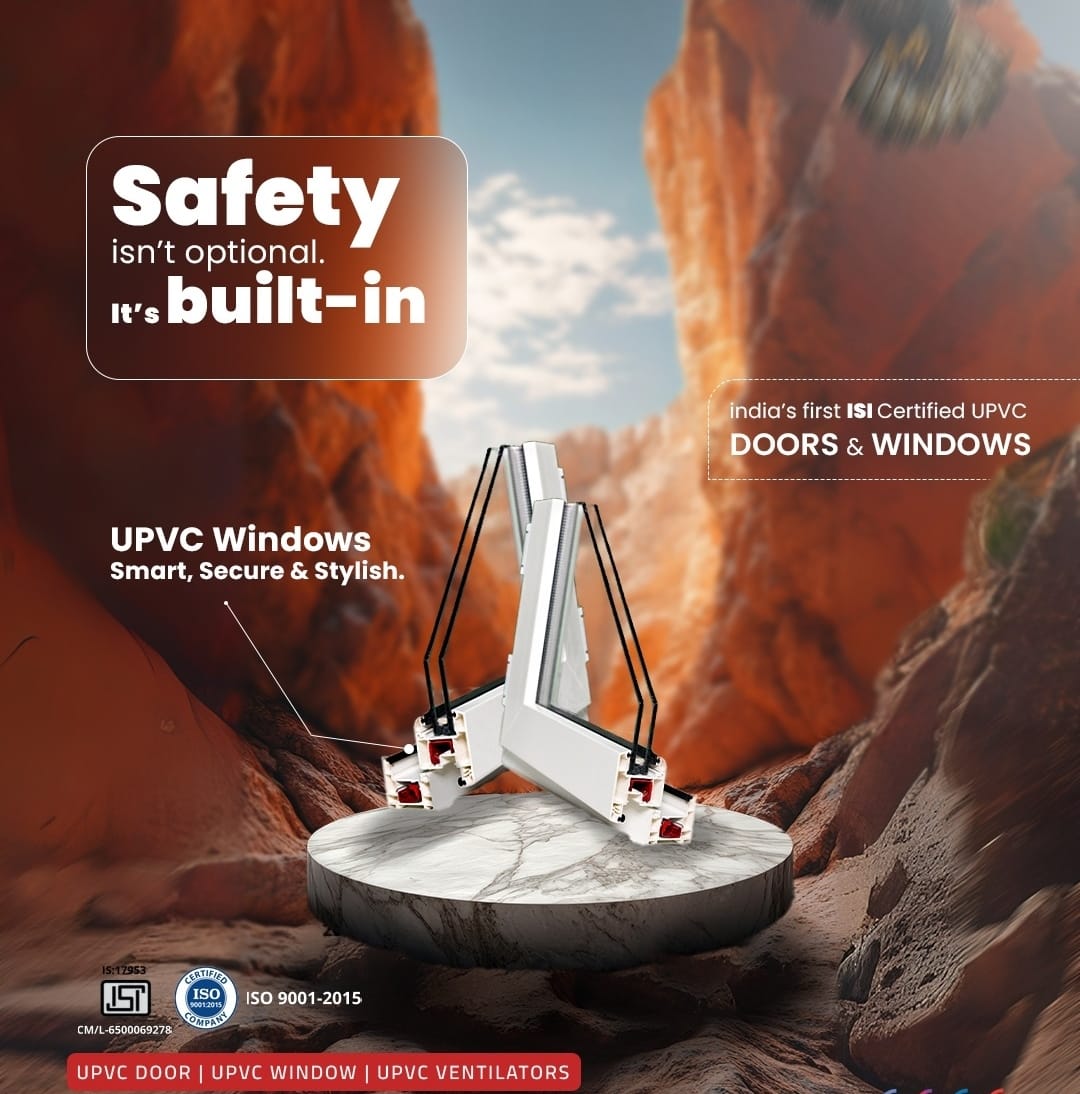 Safety
isn't optional.
It's built-in
india's first ISI Certified UPVC
DOORS & WINDOWS
UPVC Windows
Smart, Secure & Stylish.
IS:17953
ISI
CM/L-6500069278
CERTIFIED
ISO
9001:2015
COMPANY
ISO 9001-2015
UPVC DOOR | UPVC WINDOW | UPVC VENTILATORS